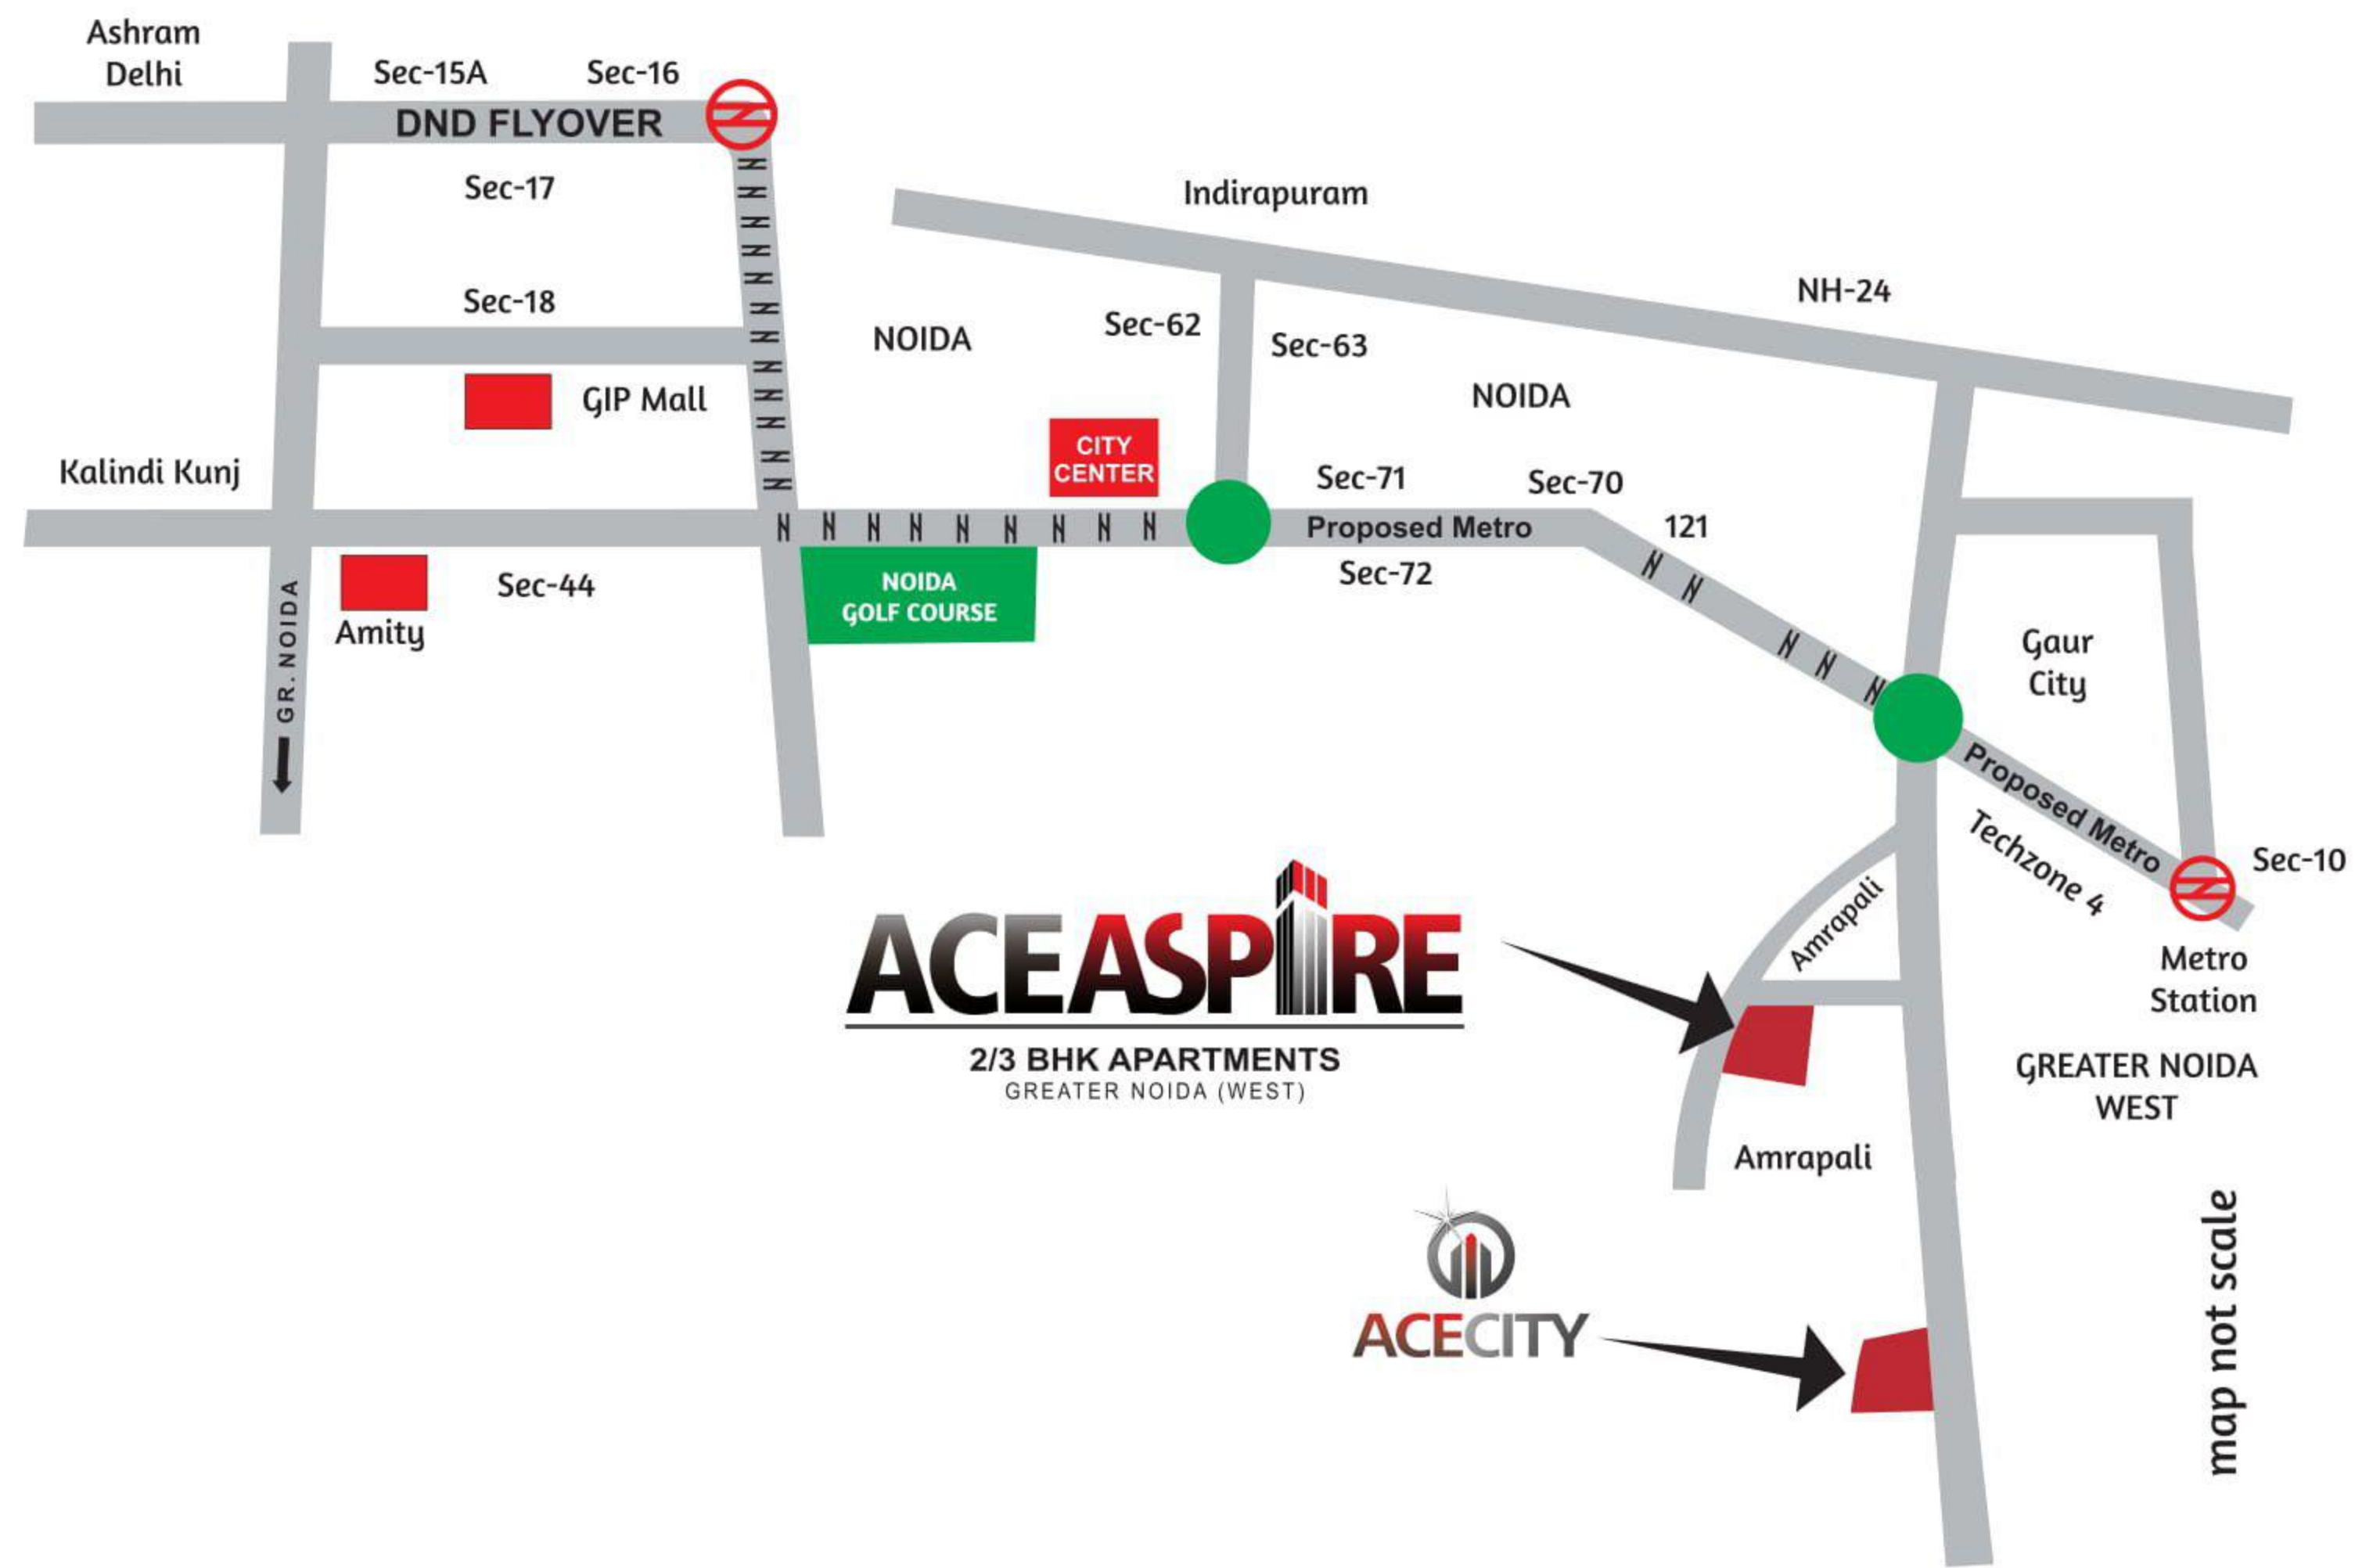 Ashram
Delhi
Sec-15A
Sec-16
DND FLYOVER
Sec-17
Indirapuram
Sec-18
NOIDA
Sec-62
Sec-63
NH-24
NOIDA
GIP Mall
CITY
CENTER
Kalindi Kunj
Sec-71
Sec-70
Proposed Metro
121
Sec-72
Amity
Sec-44
NOIDA
GOLF COURSE
GR. NOIDA
Gaur
City
Proposed Metro
Techzone 4
Sec-10
Metro
Station
Amrapali
ACEASPIRE
2/3 BHK APARTMENTS
GREATER NOIDA (WEST)
GREATER NOIDA
WEST
Amrapali
ACECITY
map not scale